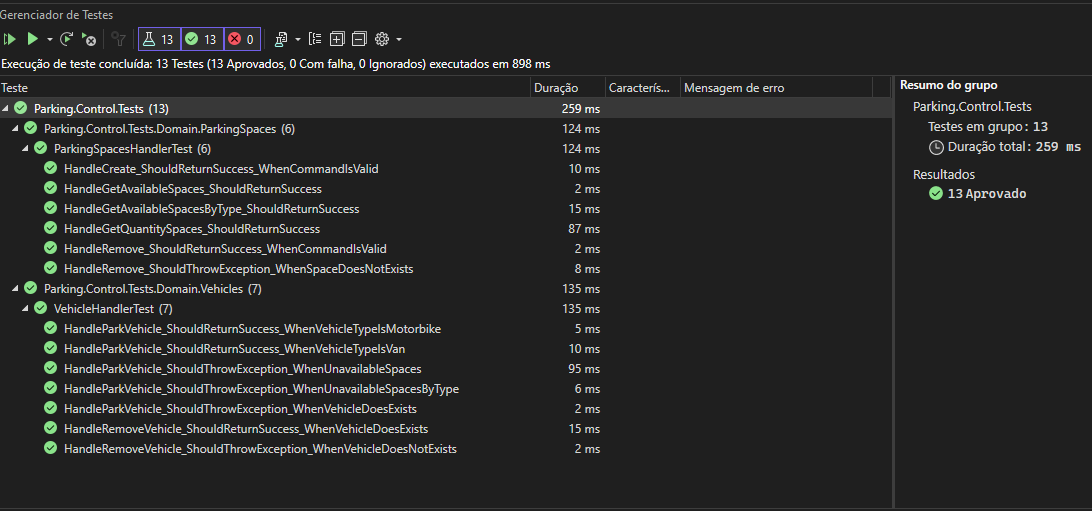 Gerenciador de Testes
13 13 0
Execução de teste concluída: 13 Testes (13 Aprovados, 0 Com falha, 0 Ignorados) executados em 898 ms
Teste Duração Caracterís... Mensagem de erro
Parking.Control.Tests (13) 259 ms
Parking.Control.Tests.Domain.ParkingSpaces (6) 124 ms
ParkingSpacesHandlerTest (6) 124 ms
HandleCreate_ShouldReturnSuccess_WhenCommandIsValid 10 ms
HandleGetAvailableSpaces_ShouldReturnSuccess 2 ms
HandleGetAvailableSpacesByType_ShouldReturnSuccess 15 ms
HandleGetQuantitySpaces_ShouldReturnSuccess 87 ms
HandleRemove_ShouldReturnSuccess_WhenCommandIsValid 2 ms
HandleRemove_ShouldThrowException_WhenSpaceDoesNotExists 8 ms
Parking.Control.Tests.Domain.Vehicles (7) 135 ms
VehicleHandlerTest (7) 135 ms
HandleParkVehicle_ShouldReturnSuccess_WhenVehicleTypeIsMotorbike 5 ms
HandleParkVehicle_ShouldReturnSuccess_WhenVehicleTypeIsVan 10 ms
HandleParkVehicle_ShouldThrowException_WhenUnavailableSpaces 95 ms
HandleParkVehicle_ShouldThrowException_WhenUnavailableSpacesByType 6 ms
HandleParkVehicle_ShouldThrowException_WhenVehicleDoesExists 2 ms
HandleRemoveVehicle_ShouldReturnSuccess_WhenVehicleDoesExists 15 ms
HandleRemoveVehicle_ShouldThrowException_WhenVehicleDoesNotExists 2 ms
Resumo do grupo
Parking.Control.Tests
Testes em grupo: 13
Duração total: 259 ms
Resultados
13 Aprovado